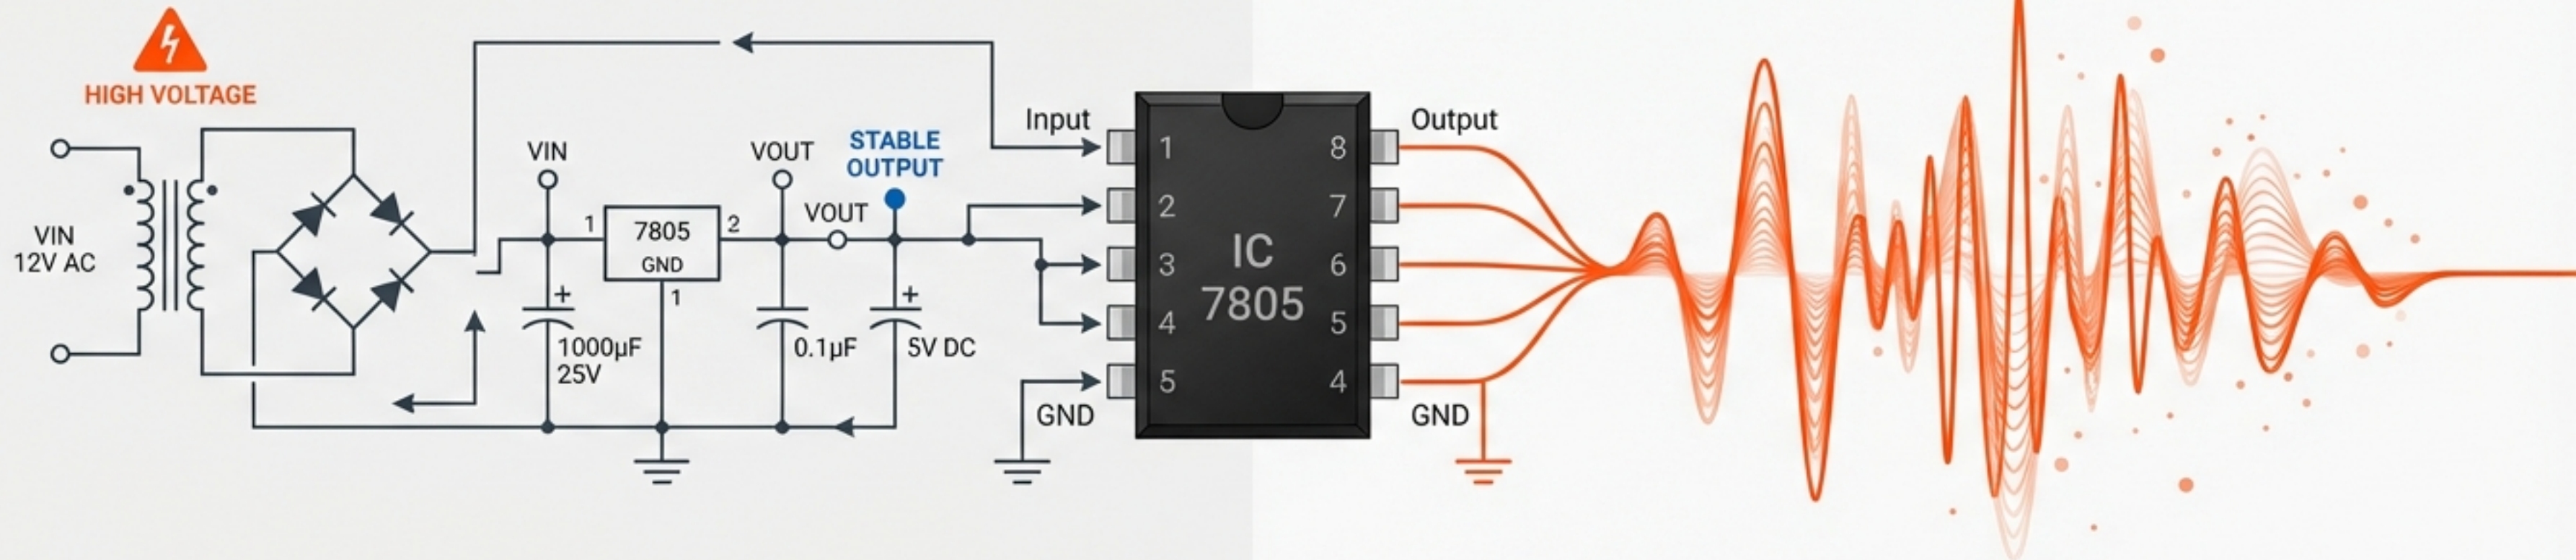 HIGH VOLTAGE
VIN
12V AC
VIN
1
7805
GND
2
1
+
1000µF
25V
VOUT
VOUT
0.1µF
STABLE
OUTPUT
+
5V DC
Input
1
2
3
4
5
GND
IC
7805
8
7
6
5
4
Output
GND